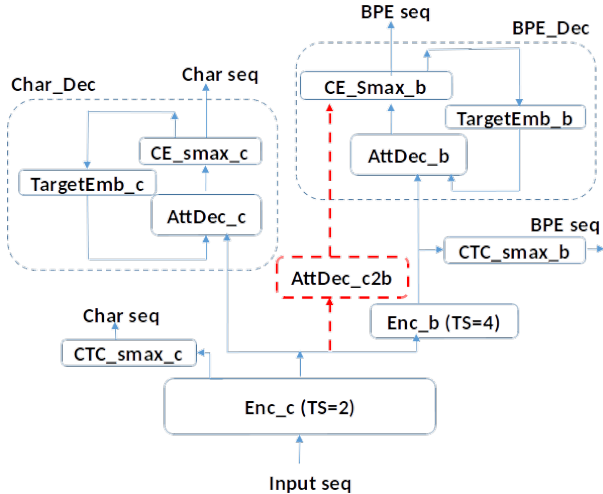 BPE seq
BPE_Dec
Char_Dec
Char seq
CE_Smax_b
TargetEmb_b
CE_smax_c
AttDec_b
TargetEmb_c
AttDec_c
BPE seq
CTC_smax_b
AttDec_c2b
Char seq
Enc_b (TS=4)
CTC_smax_c
Enc_c (TS=2)
Input seq